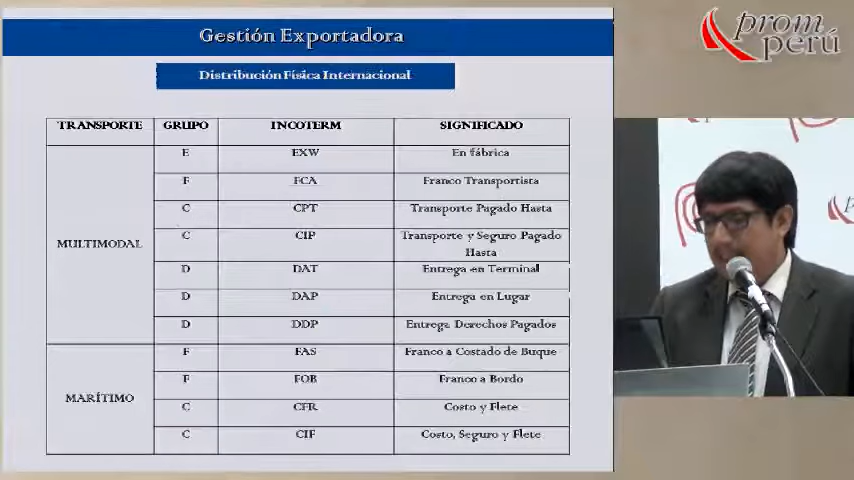 Gestión Exportadora
prom
perú
Distribución Física Internacional
TRANSPORTE GRUPO INCOTERM SIGNIFICADO
E EXW En fábrica
F FCA Franco Transportista
C CPT Transporte Pagado Hasta
C CIP Transporte y Seguro Pagado
Hasta
MULTIMODAL
D DAT Entrega en Terminal
D DAP Entrega en Lugar
D DDP Entrega Derechos Pagados
F FAS Franco a Costado de Buque
F FOB Franco a Bordo
MARÍTIMO
C CFR Costo y Flete
C CIF Costo, Seguro y Flete